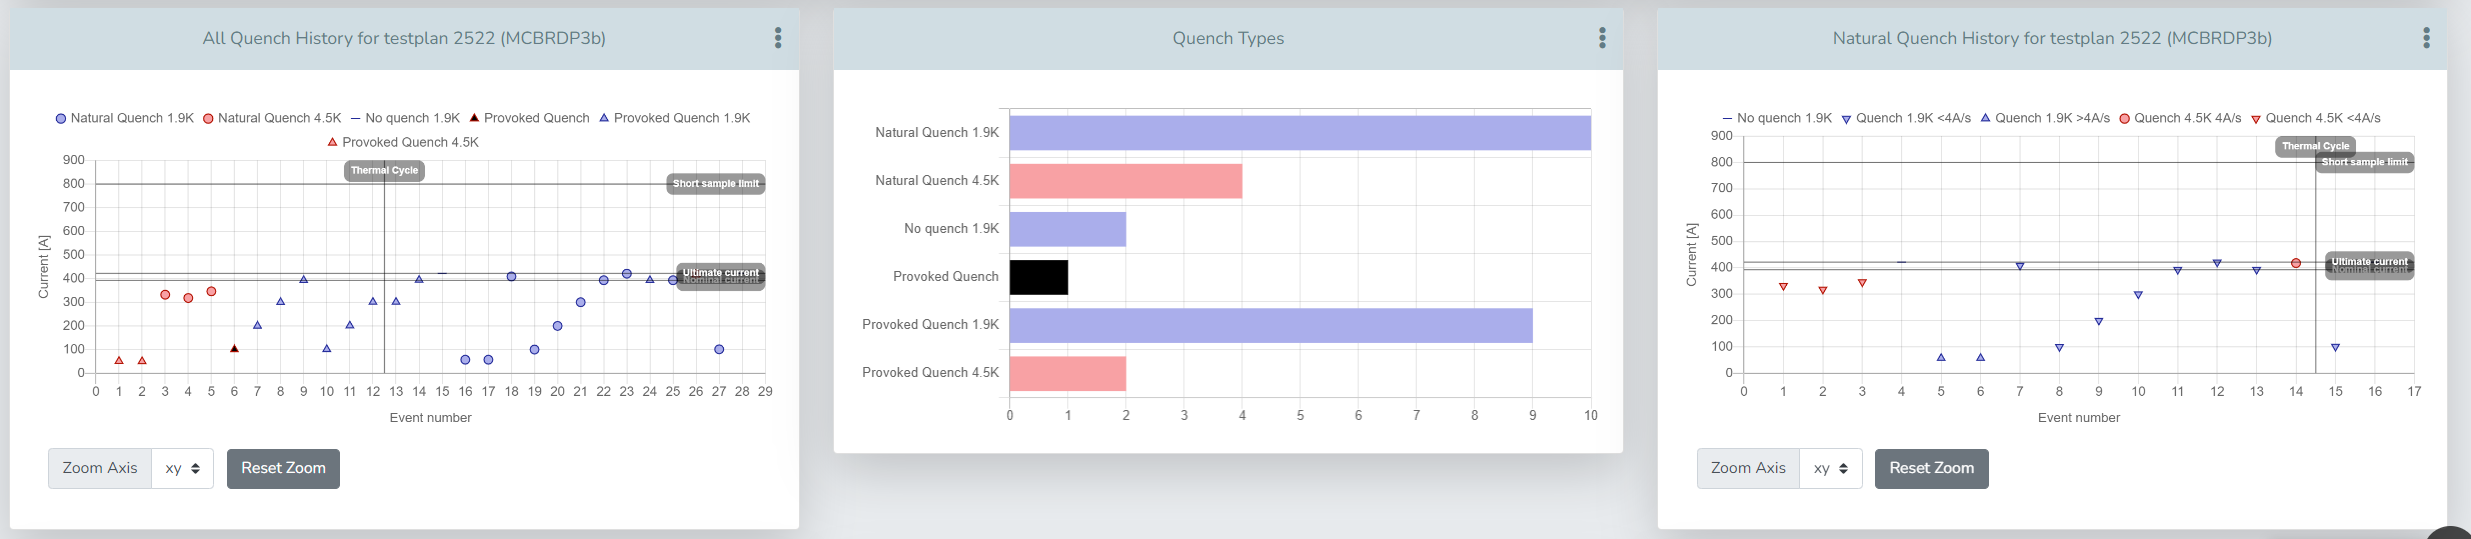 All Quench History for testplan 2522 (MCBRDP3b)
Natural Quench 1.9K Natural Quench 4.5K No quench 1.9K Provoked Quench Provoked Quench 1.9K
Provoked Quench 4.5K
900
800
700
600
500
400
300
200
100
0
Current [A]
Thermal Cycle
Short sample limit
Ultimate current
Nominal current
0 1 2 3 4 5 6 7 8 9 10 11 12 13 14 15 16 17 18 19 20 21 22 23 24 25 26 27 28 29
Event number
Zoom Axis xy Reset Zoom
Quench Types
Natural Quench 1.9K
Natural Quench 4.5K
No quench 1.9K
Provoked Quench
Provoked Quench 1.9K
Provoked Quench 4.5K
0 1 2 3 4 5 6 7 8 9 10
Natural Quench History for testplan 2522 (MCBRDP3b)
No quench 1.9K Quench 1.9K <4A/s Quench 1.9K >4A/s Quench 4.5K 4A/s Quench 4.5K <4A/s
900
800
700
600
500
400
300
200
100
0
Current [A]
Thermal Cycle
Short sample limit
Ultimate current
Nominal current
0 1 2 3 4 5 6 7 8 9 10 11 12 13 14 15 16 17
Event number
Zoom Axis xy Reset Zoom